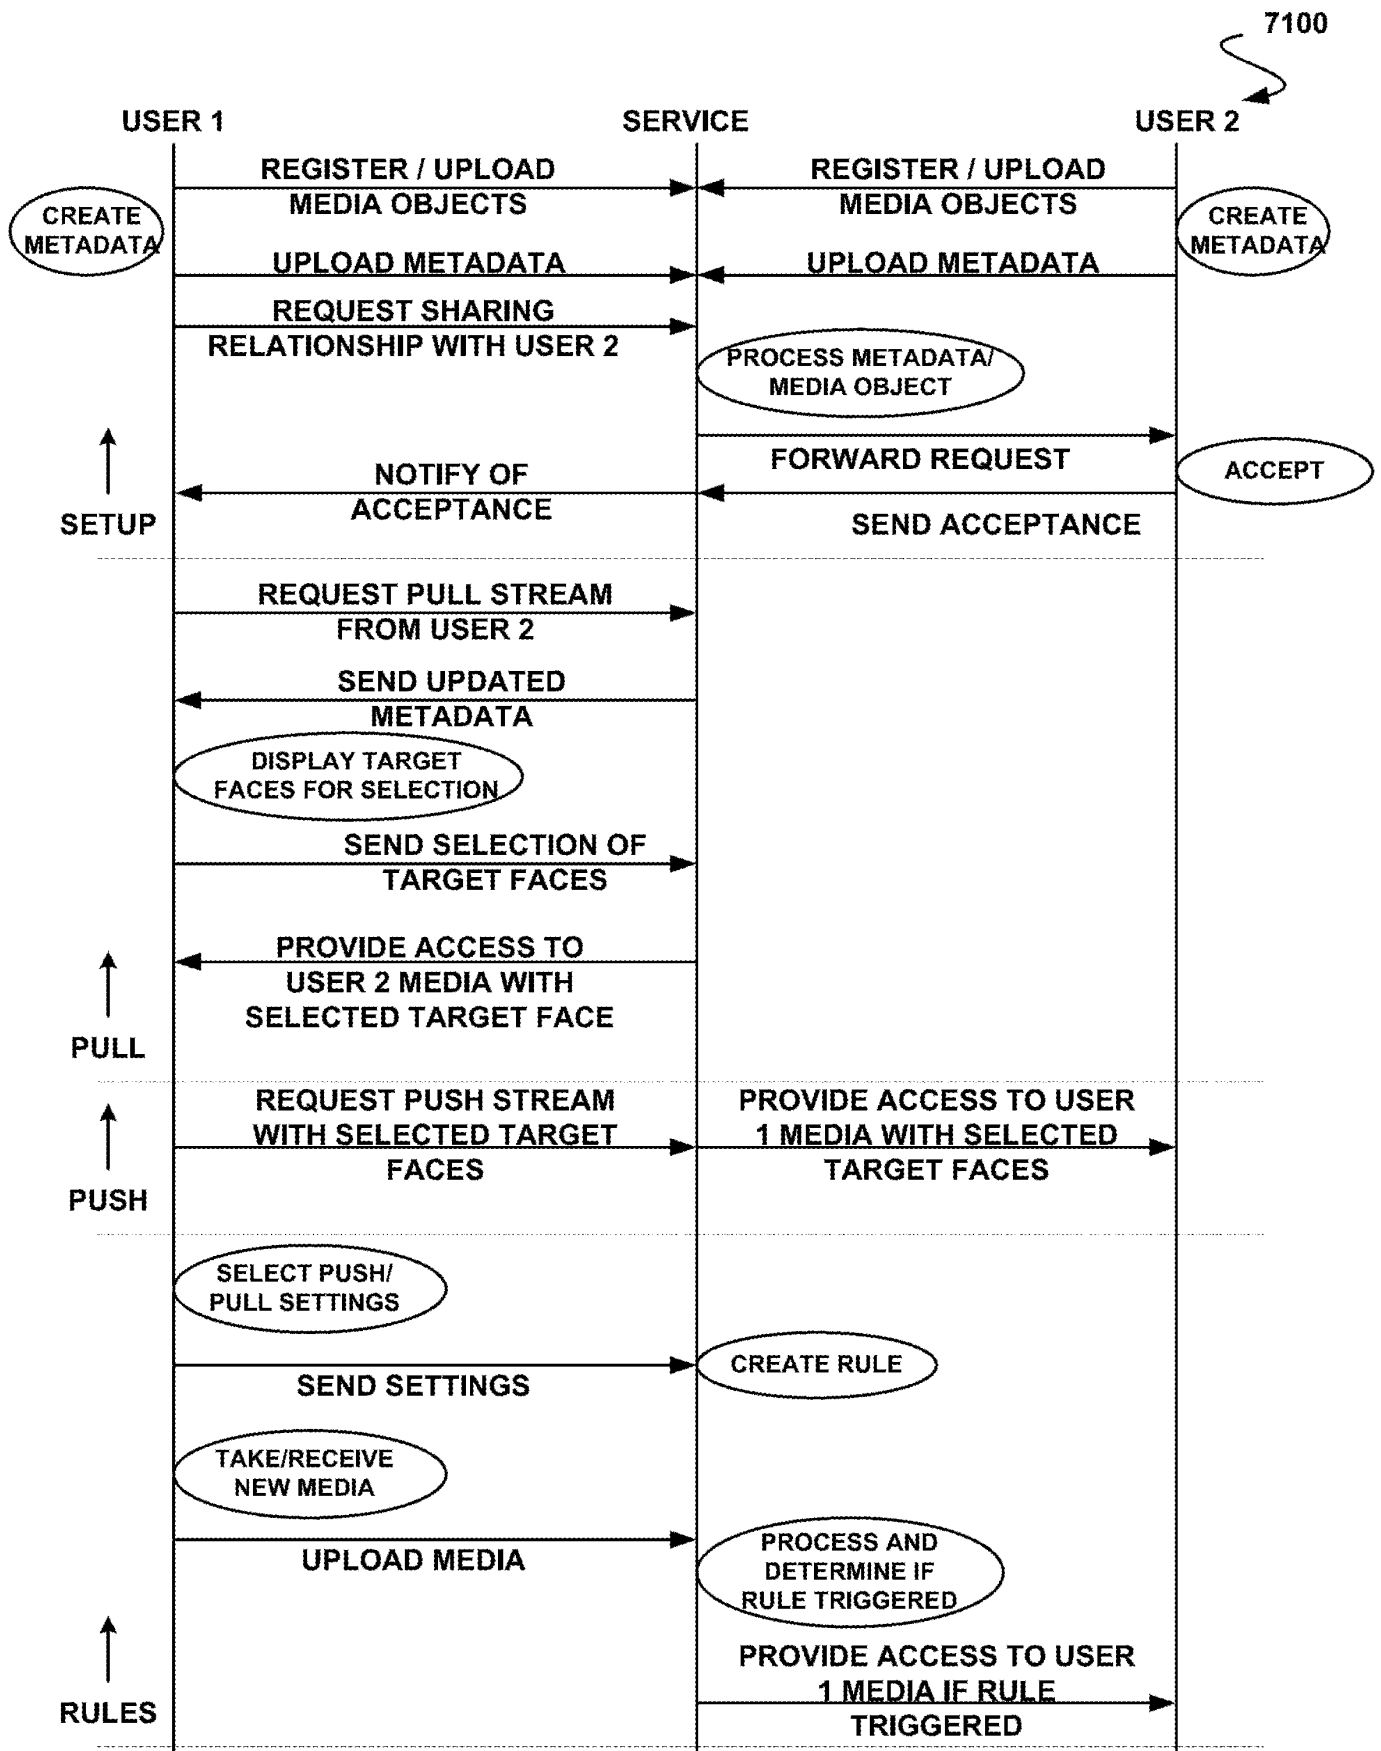 7100
USER 1
SERVICE
USER 2
REGISTER / UPLOAD
MEDIA OBJECTS
REGISTER / UPLOAD
MEDIA OBJECTS
CREATE
METADATA
CREATE
METADATA
UPLOAD METADATA
UPLOAD METADATA
REQUEST SHARING
RELATIONSHIP WITH USER 2
PROCESS METADATA/
MEDIA OBJECT
FORWARD REQUEST
ACCEPT
NOTIFY OF
ACCEPTANCE
SEND ACCEPTANCE
SETUP
REQUEST PULL STREAM
FROM USER 2
SEND UPDATED
METADATA
DISPLAY TARGET
FACES FOR SELECTION
SEND SELECTION OF
TARGET FACES
PROVIDE ACCESS TO
USER 2 MEDIA WITH
SELECTED TARGET FACE
PULL
REQUEST PUSH STREAM
WITH SELECTED TARGET
FACES
PROVIDE ACCESS TO USER
1 MEDIA WITH SELECTED
TARGET FACES
PUSH
SELECT PUSH/
PULL SETTINGS
SEND SETTINGS
CREATE RULE
TAKE/RECEIVE
NEW MEDIA
UPLOAD MEDIA
PROCESS AND
DETERMINE IF
RULE TRIGGERED
PROVIDE ACCESS TO USER
1 MEDIA IF RULE
TRIGGERED
RULES